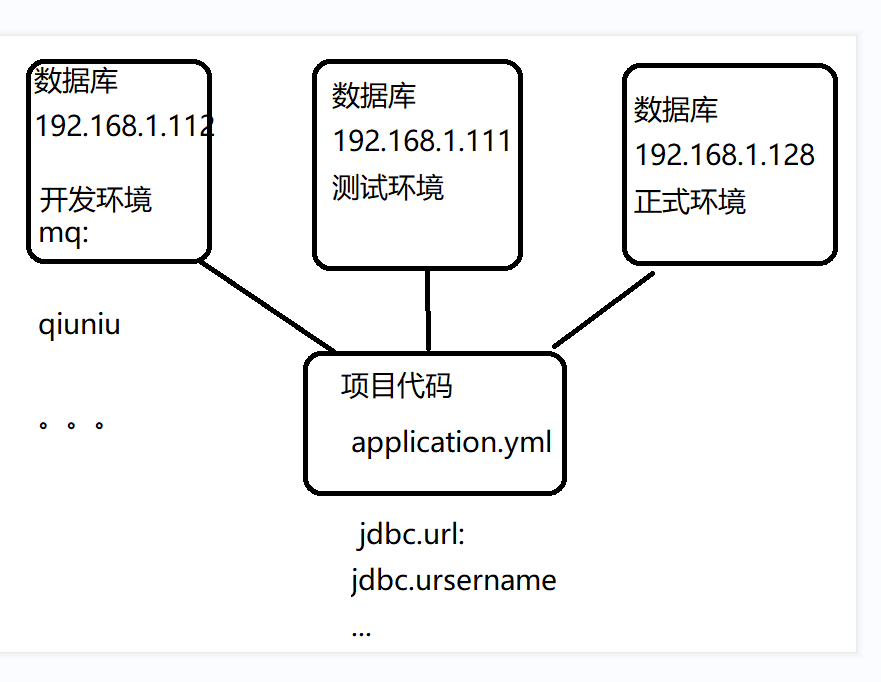 数据库
192.168.1.112
开发环境
mq:
qiuniu
。。。
数据库
192.168.1.111
测试环境
数据库
192.168.1.128
正式环境
项目代码
application.yml
jdbc.url:
jdbc.ursername
...